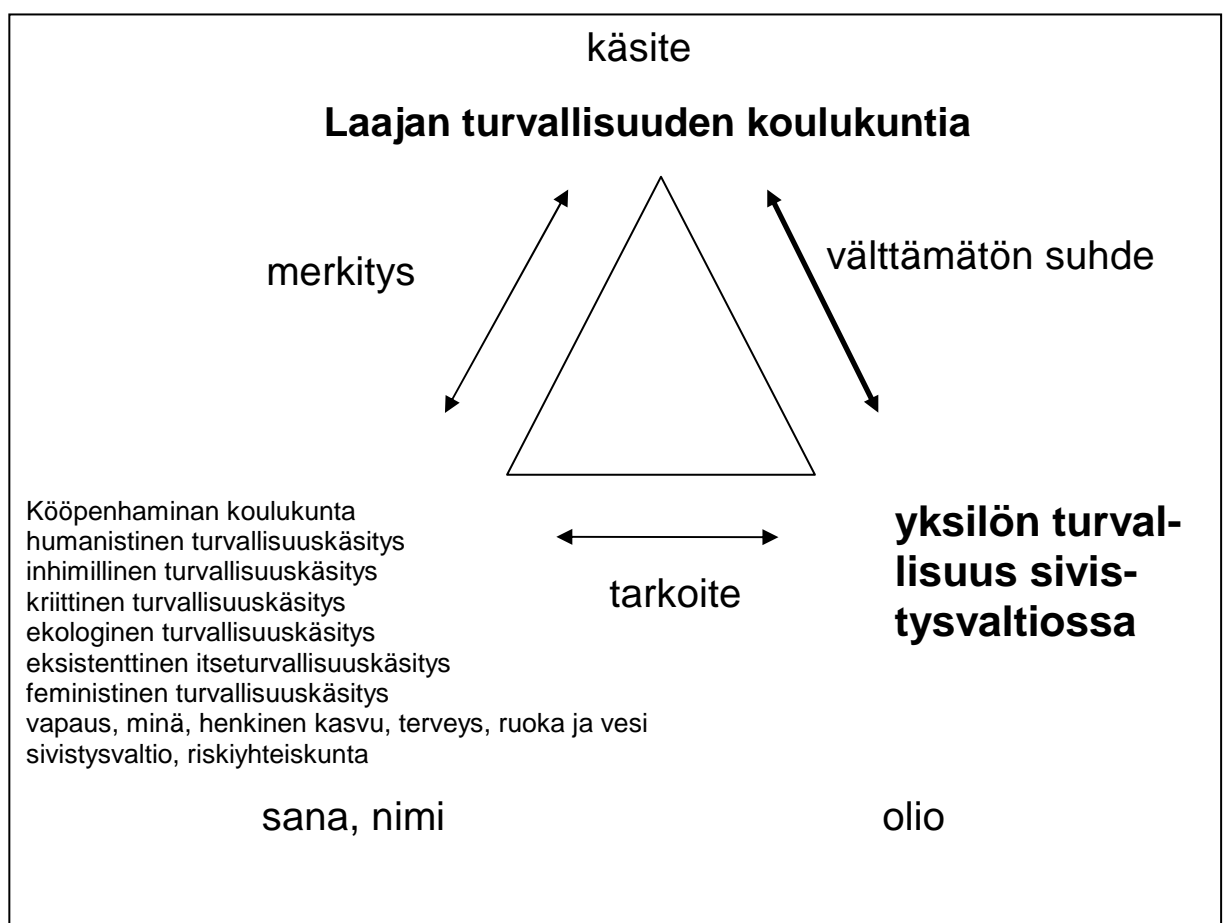 käsite
Laajan turvallisuuden koulukuntia
merkitys
välttämätön suhde
Kööpenhaminan koulukunta
humanistinen turvallisuuskäsitys
inhimillinen turvallisuuskäsitys
kriittinen turvallisuuskäsitys
ekologinen turvallisuuskäsitys
eksistenttinen itseturvallisuuskäsitys
feministinen turvallisuuskäsitys
vapaus, minä, henkinen kasvu, terveys, ruoka ja vesi
sivistysvaltio, riskiyhteiskunta
tarkoite
yksilön turval-
lisuus sivis-
tysvaltiossa
sana, nimi
olio